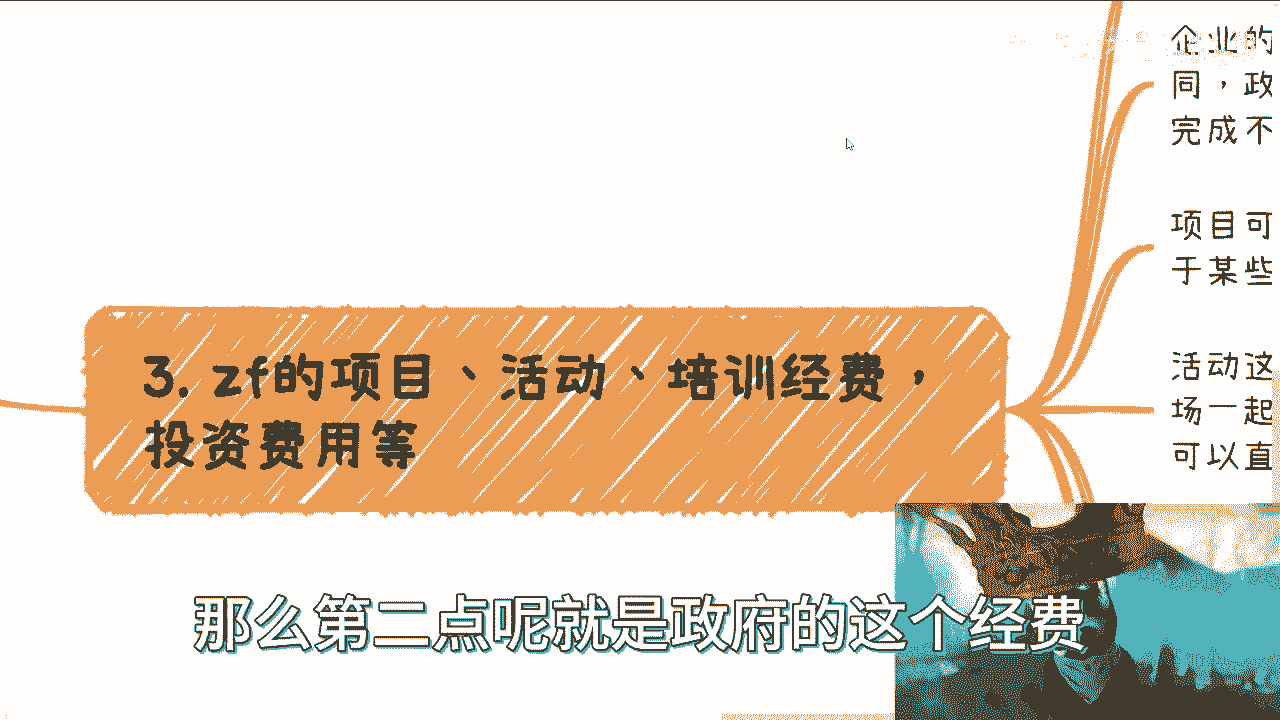 企业的
同，政
完成不
项目可
于某些
活动这
场一起
可以直
3. zf的项目、活动、培训经费，
投资费用等
那么第二点呢就是政府的这个经费